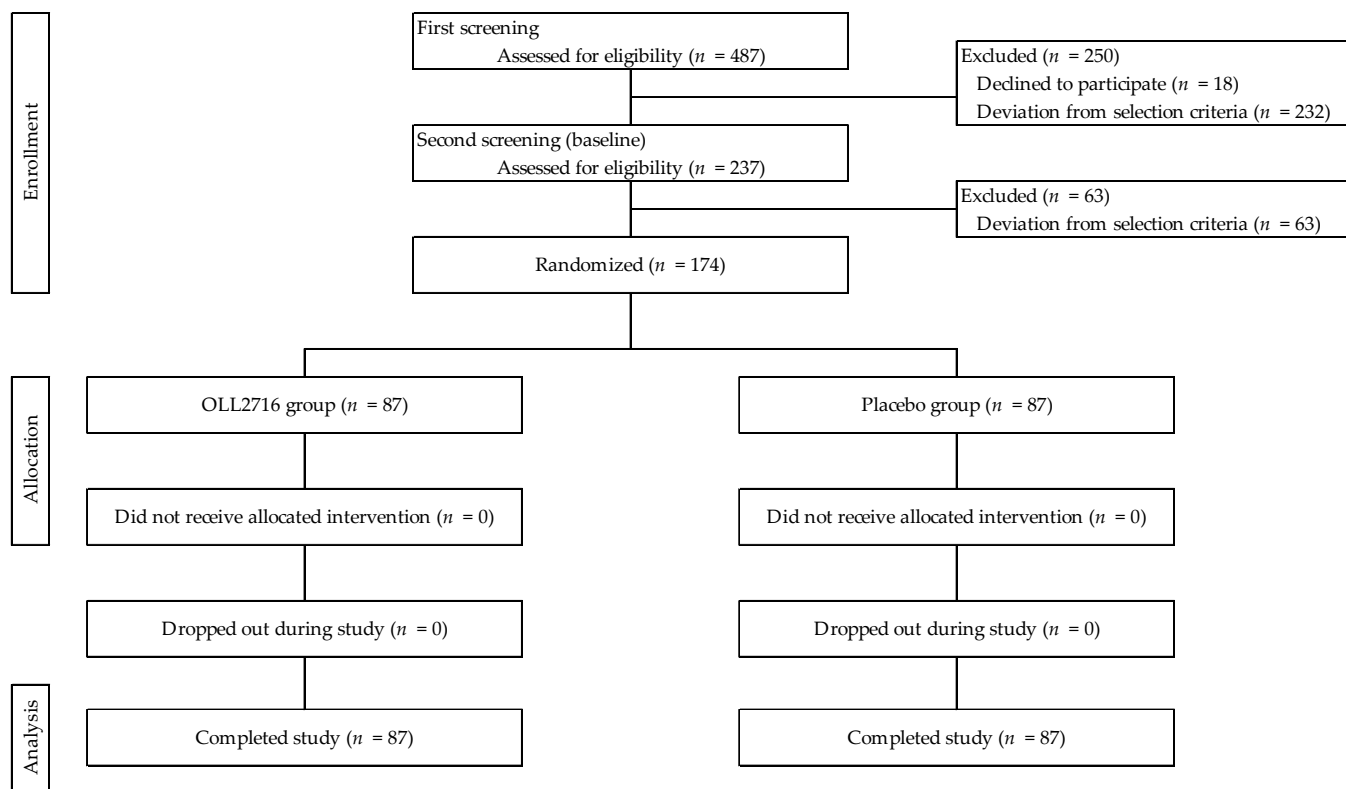 Enrollment
First screening
Assessed for eligibility (n = 487)
Excluded (n = 250)
Declined to participate (n = 18)
Deviation from selection criteria (n = 232)
Second screening (baseline)
Assessed for eligibility (n = 237)
Excluded (n = 63)
Deviation from selection criteria (n = 63)
Randomized (n = 174)
Allocation
OLL2716 group (n = 87)
Placebo group (n = 87)
Did not receive allocated intervention (n = 0)
Did not receive allocated intervention (n = 0)
Dropped out during study (n = 0)
Dropped out during study (n = 0)
Analysis
Completed study (n = 87)
Completed study (n = 87)